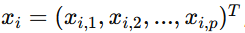 x_i = (x_{i,1}, x_{i,2}, ..., x_{i,p})^T